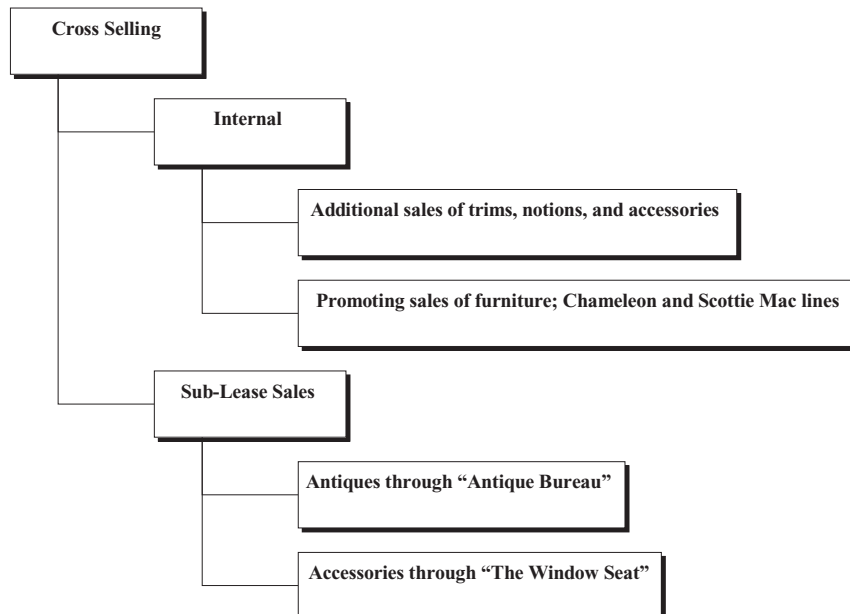 Cross Selling
Internal
Additional sales of trims, notions, and accessories
Promoting sales of furniture; Chameleon and Scottie Mac lines
Sub-Lease Sales
Antiques through “Antique Bureau”
Accessories through “The Window Seat”